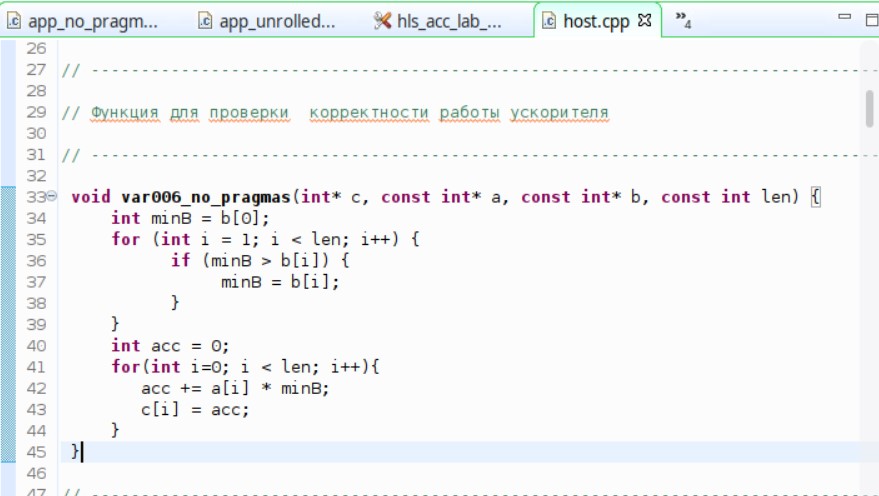 app_no_pragm... app_unrolled... hls_acc_lab_... host.cpp »4
26
27 // -----------------------------------------------------------------------------------
28
29 // Функция для проверки  корректности работы ускорителя
30
31 // -----------------------------------------------------------------------------------
32
33 void var006_no_pragmas(int* c, const int* a, const int* b, const int len) {
34     int minB = b[0];
35     for (int i = 1; i < len; i++) {
36           if (minB > b[i]) {
37                minB = b[i];
38           }
39     }
40     int acc = 0;
41     for(int i=0; i < len; i++){
42        acc += a[i] * minB;
43        c[i] = acc;
44     }
45 }
46
47 // -----------------------------------------------------------------------------------